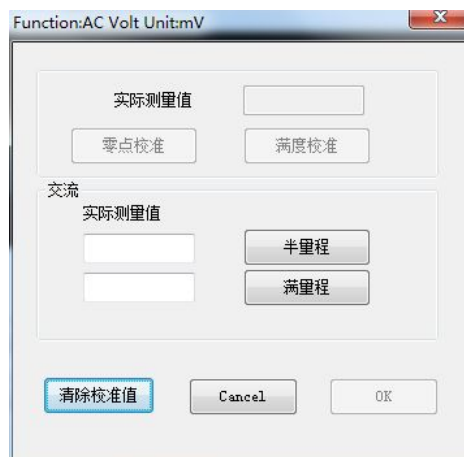 Function:AC Volt Unit:mV
实际测量值
零点校准 满度校准
交流
实际测量值
半量程
满量程
清除校准值 Cancel OK